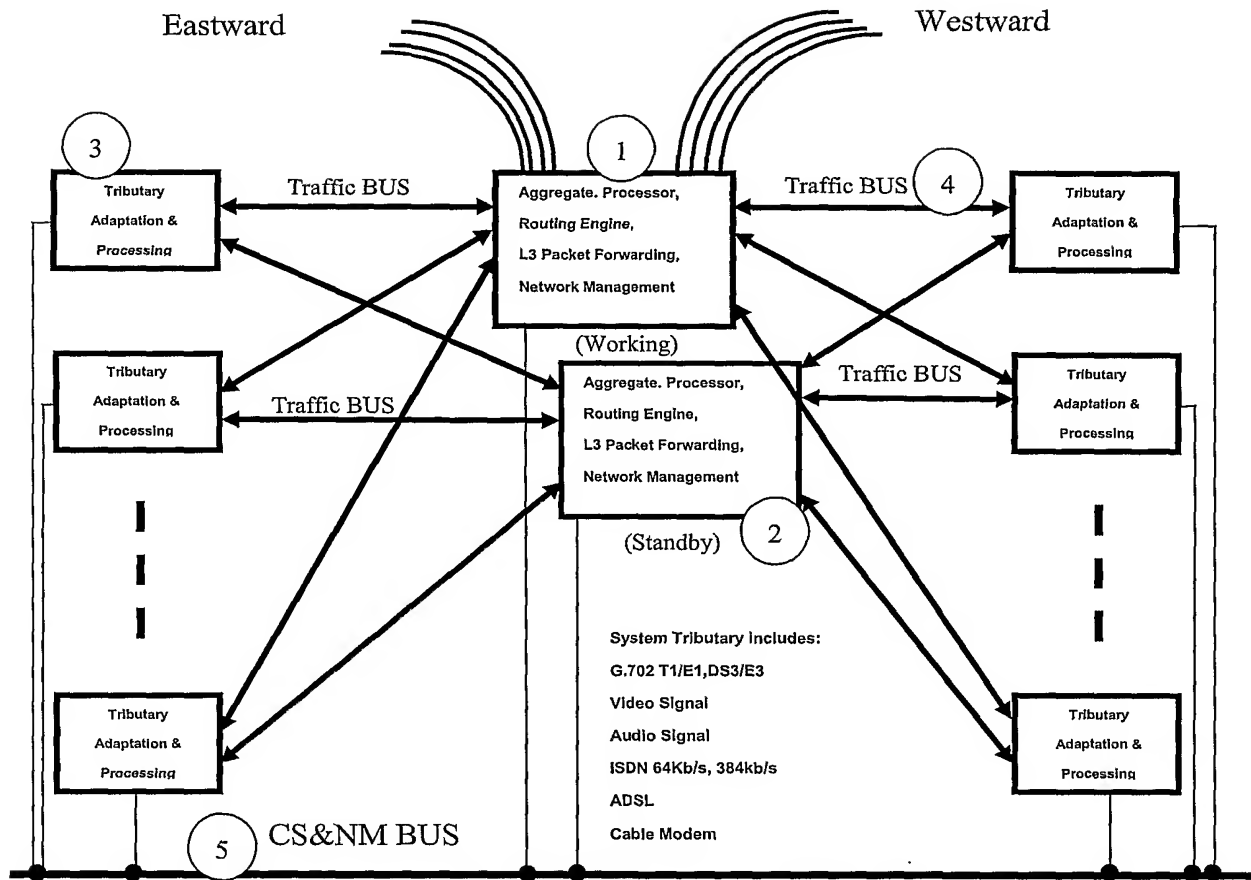 Eastward
Westward
3
1
4
Tribútary
Adaptation &
Processing
Traffic BUS
Aggregate. Processor,
Routing Engine,
L3 Packet Forwarding,
Network Management
Traffic BUS
Tributary
Adaptation &
Processing
(Working)
Tributary
Adaptation &
Processing
Traffic BUS
Aggregate. Processor,
Routing Engine,
L3 Packet Forwarding,
Network Management
Traffic BUS
Tributary
Adaptation &
Processing
(Standby)
2
System Tributary includes:
G.702 T1/E1,DS3/E3
Video Signal
Audio Signal
ISDN 64Kb/s, 384kb/s
ADSL
Cable Modem
Tributary
Adaptation &
Processing
Tributary
Adaptation &
Processing
5
CS&NM BUS